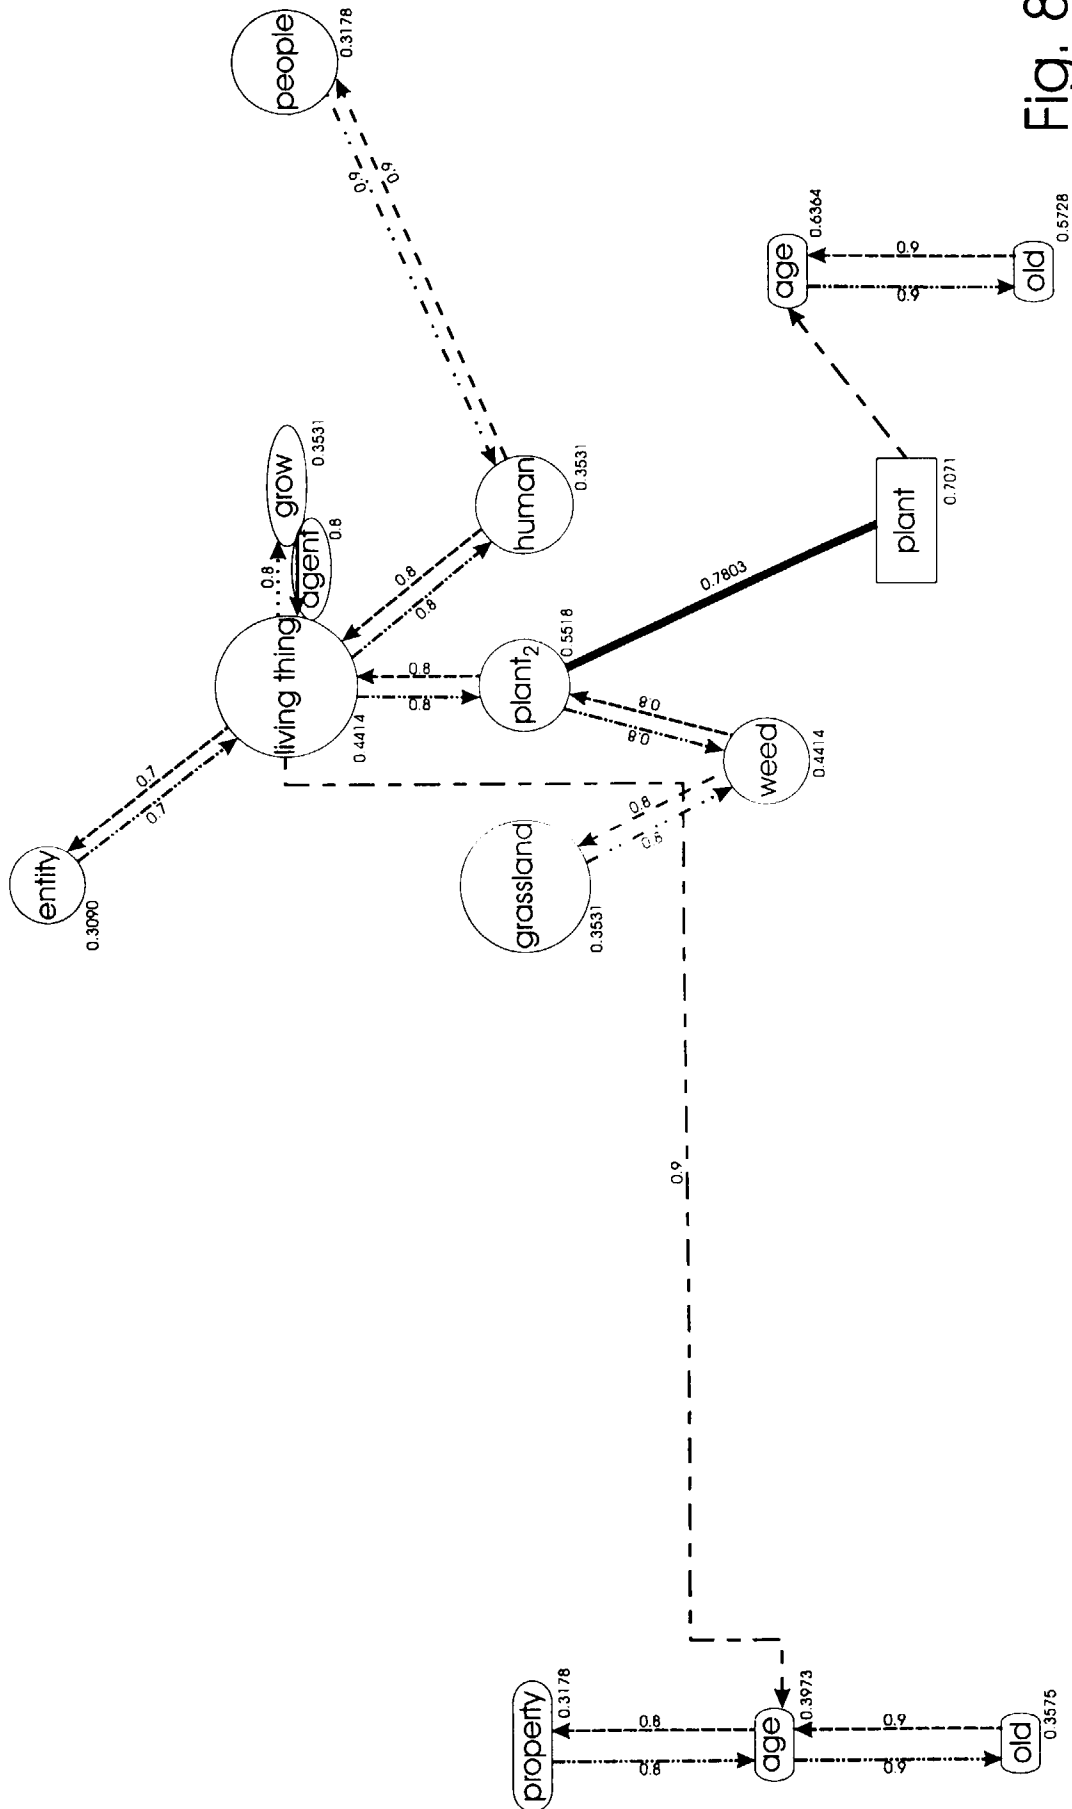 entity
0.3090
0.7
0.7
people
0.3178
living thing
0.4414
0.8
grow
0.3531
agent
0.8
0.9
0.9
0.8
0.8
0.8
0.8
property
0.3178
grassland
0.3531
plant₂
0.5518
human
0.3531
0.8
0.8
0.8
0.8
0.8
0.8
0.9
0.7803
age
0.3973
weed
0.4414
age
0.6364
0.9
0.9
plant
0.7071
0.9
0.9
old
0.3575
old
0.5728
Fig. 8